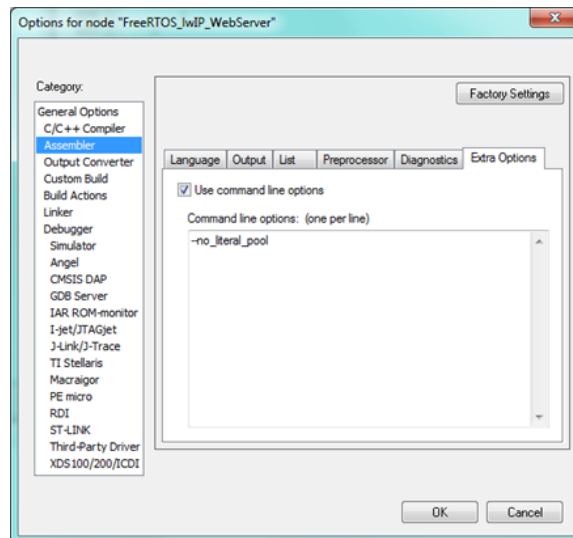 Options for node "FreeRTOS_lwIP_WebServer"
Category:
Factory Settings
General Options
C/C++ Compiler
Assembler
Output Converter
Custom Build
Build Actions
Linker
Debugger
Simulator
Angel
CMSIS DAP
GDB Server
IAR ROM-monitor
I-jet/JTAGjet
J-Link/J-Trace
TI Stellaris
Macraigor
PE micro
RDI
ST-LINK
Third-Party Driver
XDS100/200/ICDI
Language Output List Preprocessor Diagnostics Extra Options
Use command line options
Command line options: (one per line)
--no_literal_pool
OK Cancel